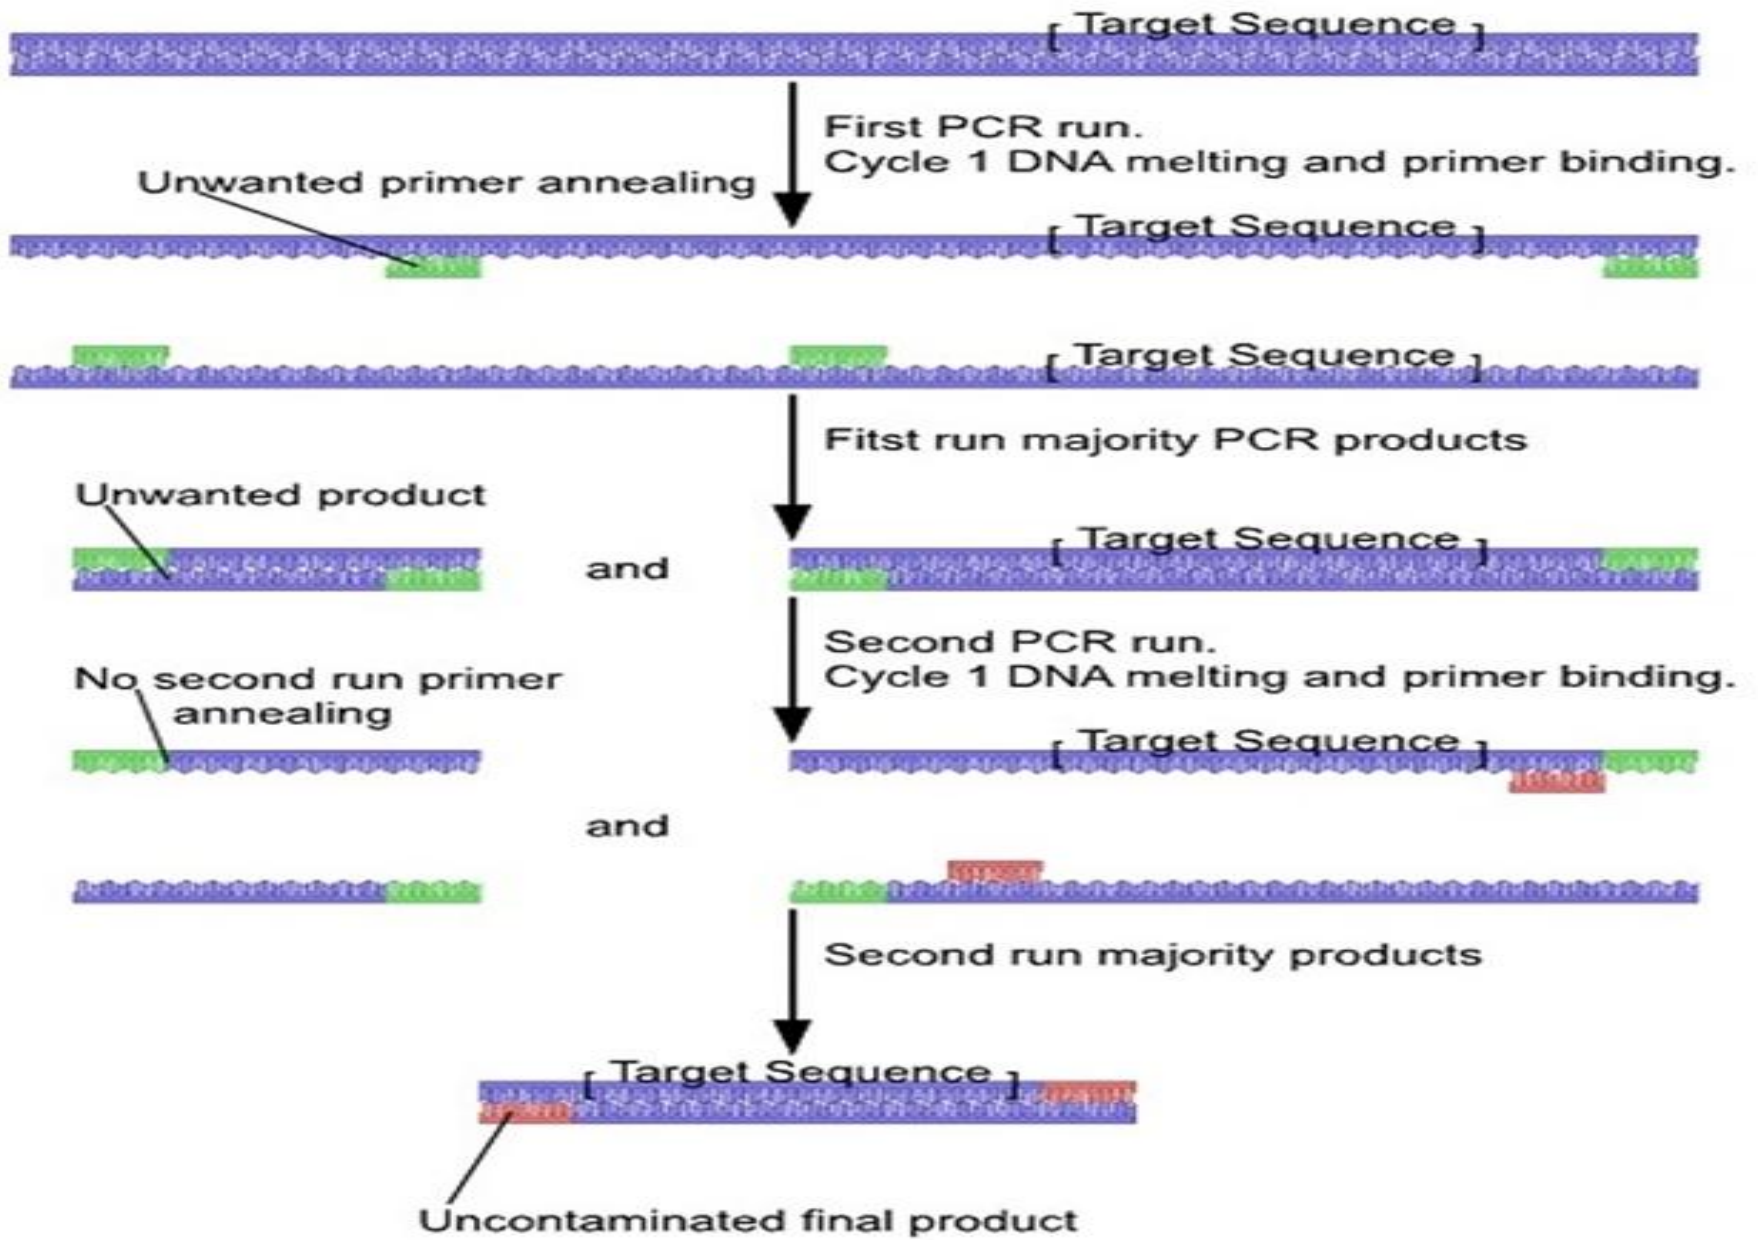 [ Target Sequence ]
First PCR run.
Cycle 1 DNA melting and primer binding.
Unwanted primer annealing
[ Target Sequence ]
[ Target Sequence ]
Fitst run majority PCR products
Unwanted product
[ Target Sequence ]
and
Second PCR run.
Cycle 1 DNA melting and primer binding.
No second run primer
annealing
[ Target Sequence ]
and
Second run majority products
[ Target Sequence ]
Uncontaminated final product